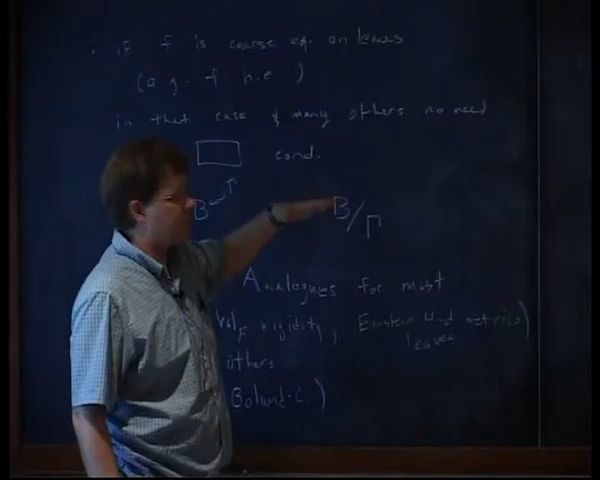 . if f is coarse eq. on leaves
(e.g. f h.e )
in that case & many others no need
cond.
B Γ B/Γ
Analogues for most
rigidity, Einstein metrics)
leaves
others
Boland-C.)